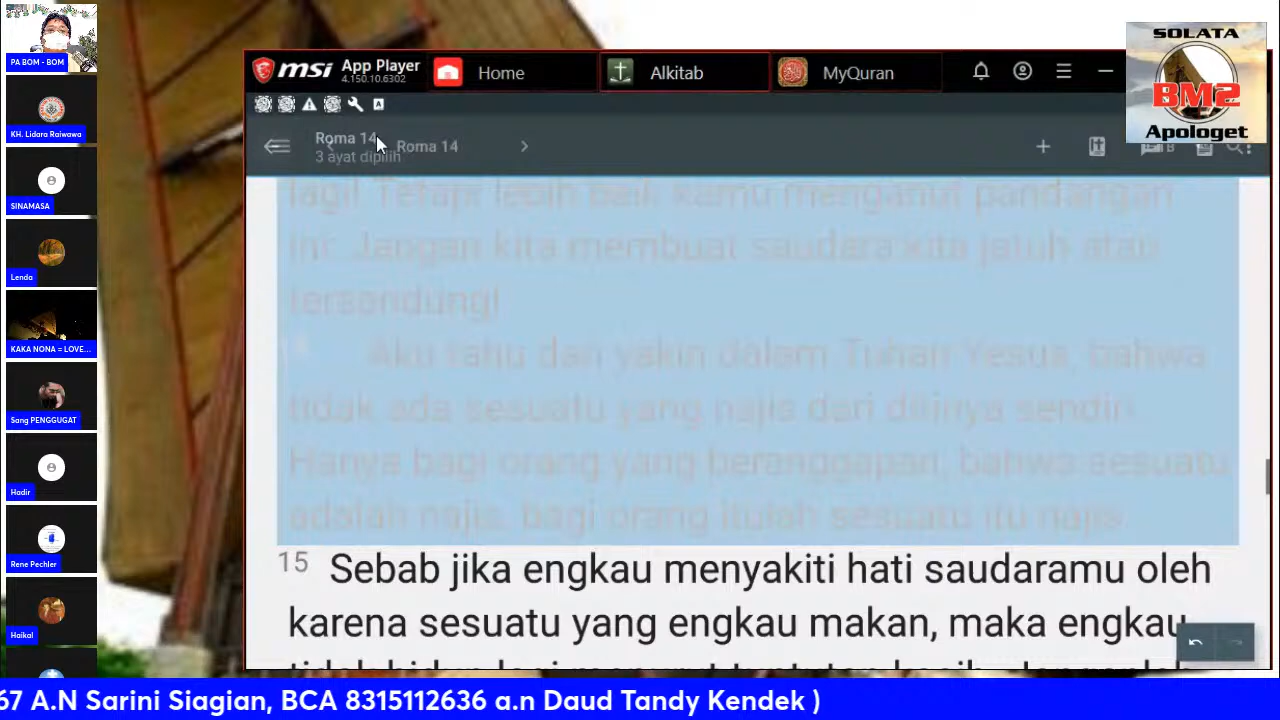 PA BOM - BOM
KH. Lidara Raiwawa
SINAMASA
Lenda
KAKA NONA = LOVE...
Sang PENGGUGAT
Hadir
Rene Pechler
Haikal
msi App Player
4.150.10.6302
Home
Alkitab
MyQuran
SOLATA
BM2
Apologet
Roma 14
3 ayat dipilih
Roma 14
lagi! Tetapi lebih baik kamu menganut pandangan
ini: Jangan kita membuat saudara kita jatuh atau
tersandung!
Aku tahu dan yakin dalam Tuhan Yesus, bahwa
tidak ada sesuatu yang najis dari dirinya sendiri.
Hanya bagi orang yang beranggapan, bahwa sesuatu
adalah najis, bagi orang itulah sesuatu itu najis.
15 Sebab jika engkau menyakiti hati saudaramu oleh
karena sesuatu yang engkau makan, maka engkau
67 A.N Sarini Siagian, BCA 8315112636 a.n Daud Tandy Kendek )